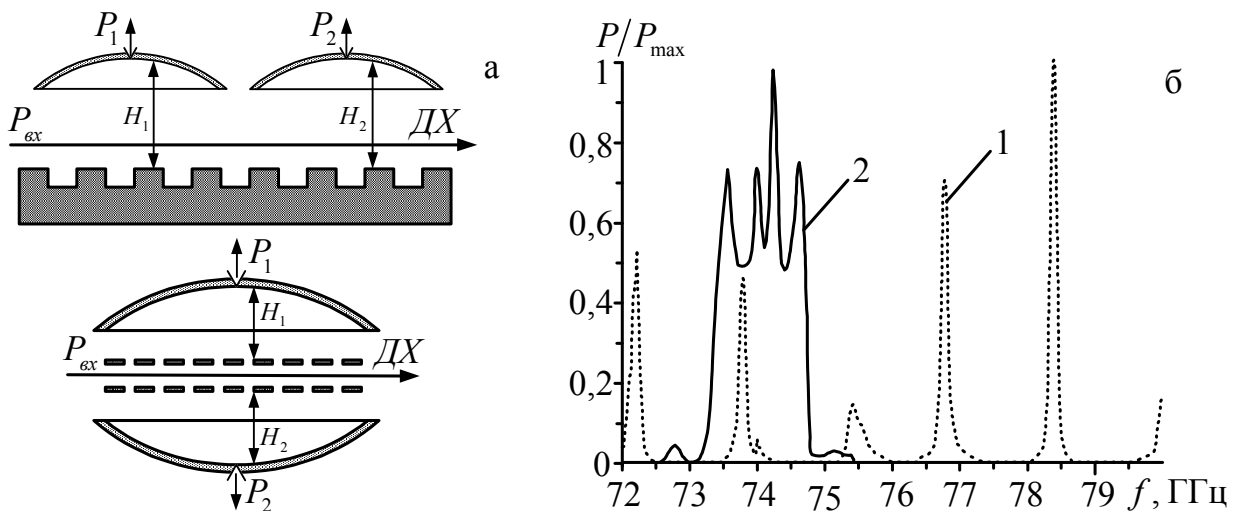 P₁ P₂ а
H₁ H₂
Pвх ДХ
P₁
H₁
Pвх ДХ
H₂
P₂
P/Pmax
б
1
0,8
0,6
0,4
0,2
0
1
2
72 73 74 75 76 77 78 79 f, ГГц